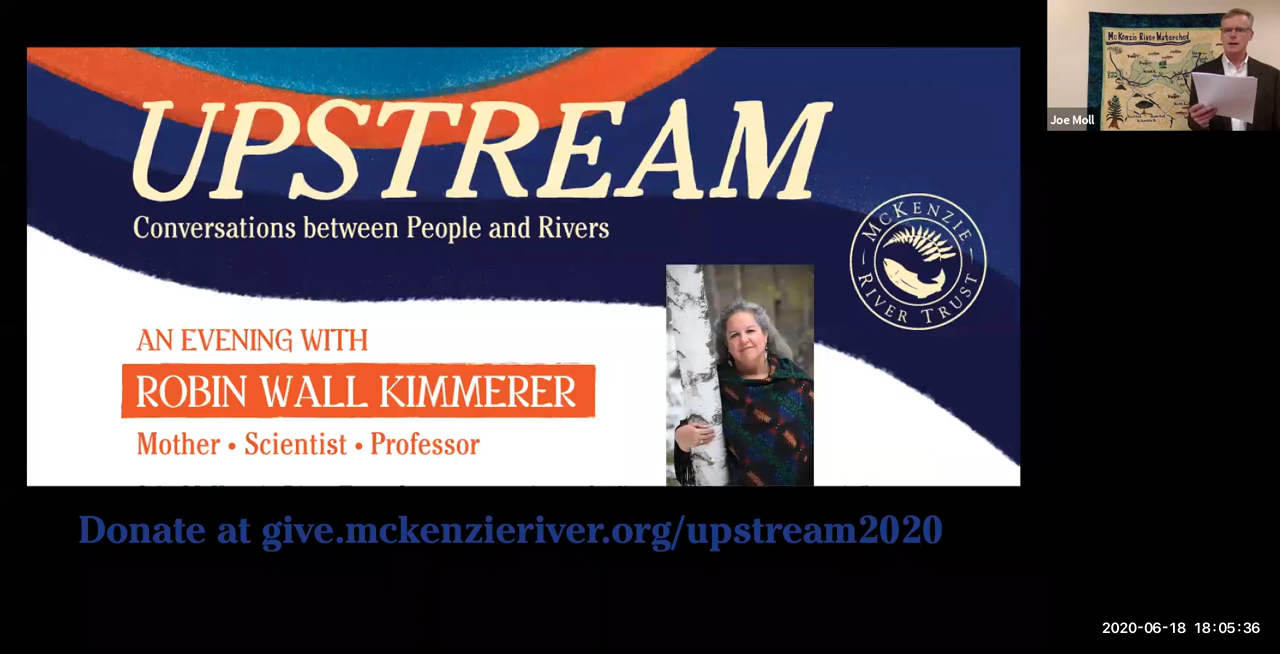 UPSTREAM
Conversations between People and Rivers
McKENZIE
RIVER TRUST
AN EVENING WITH
ROBIN WALL KIMMERER
Mother • Scientist • Professor
Donate at give.mckenzieriver.org/upstream2020
McKenzie River Watershed
Joe Moll
2020-06-18 18:05:36